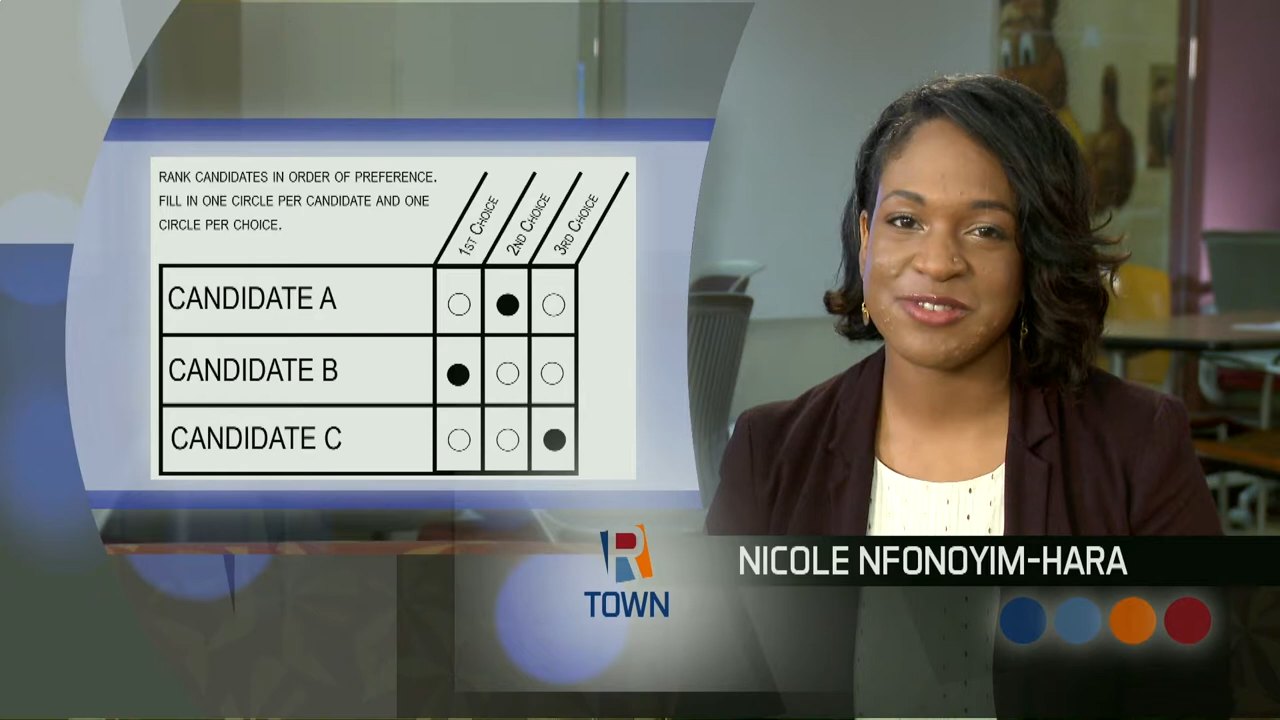 RANK CANDIDATES IN ORDER OF PREFERENCE.
FILL IN ONE CIRCLE PER CANDIDATE AND ONE
CIRCLE PER CHOICE.
1ST CHOICE
2ND CHOICE
3RD CHOICE
CANDIDATE A
CANDIDATE B
CANDIDATE C
R
TOWN
NICOLE NFONOYIM-HARA